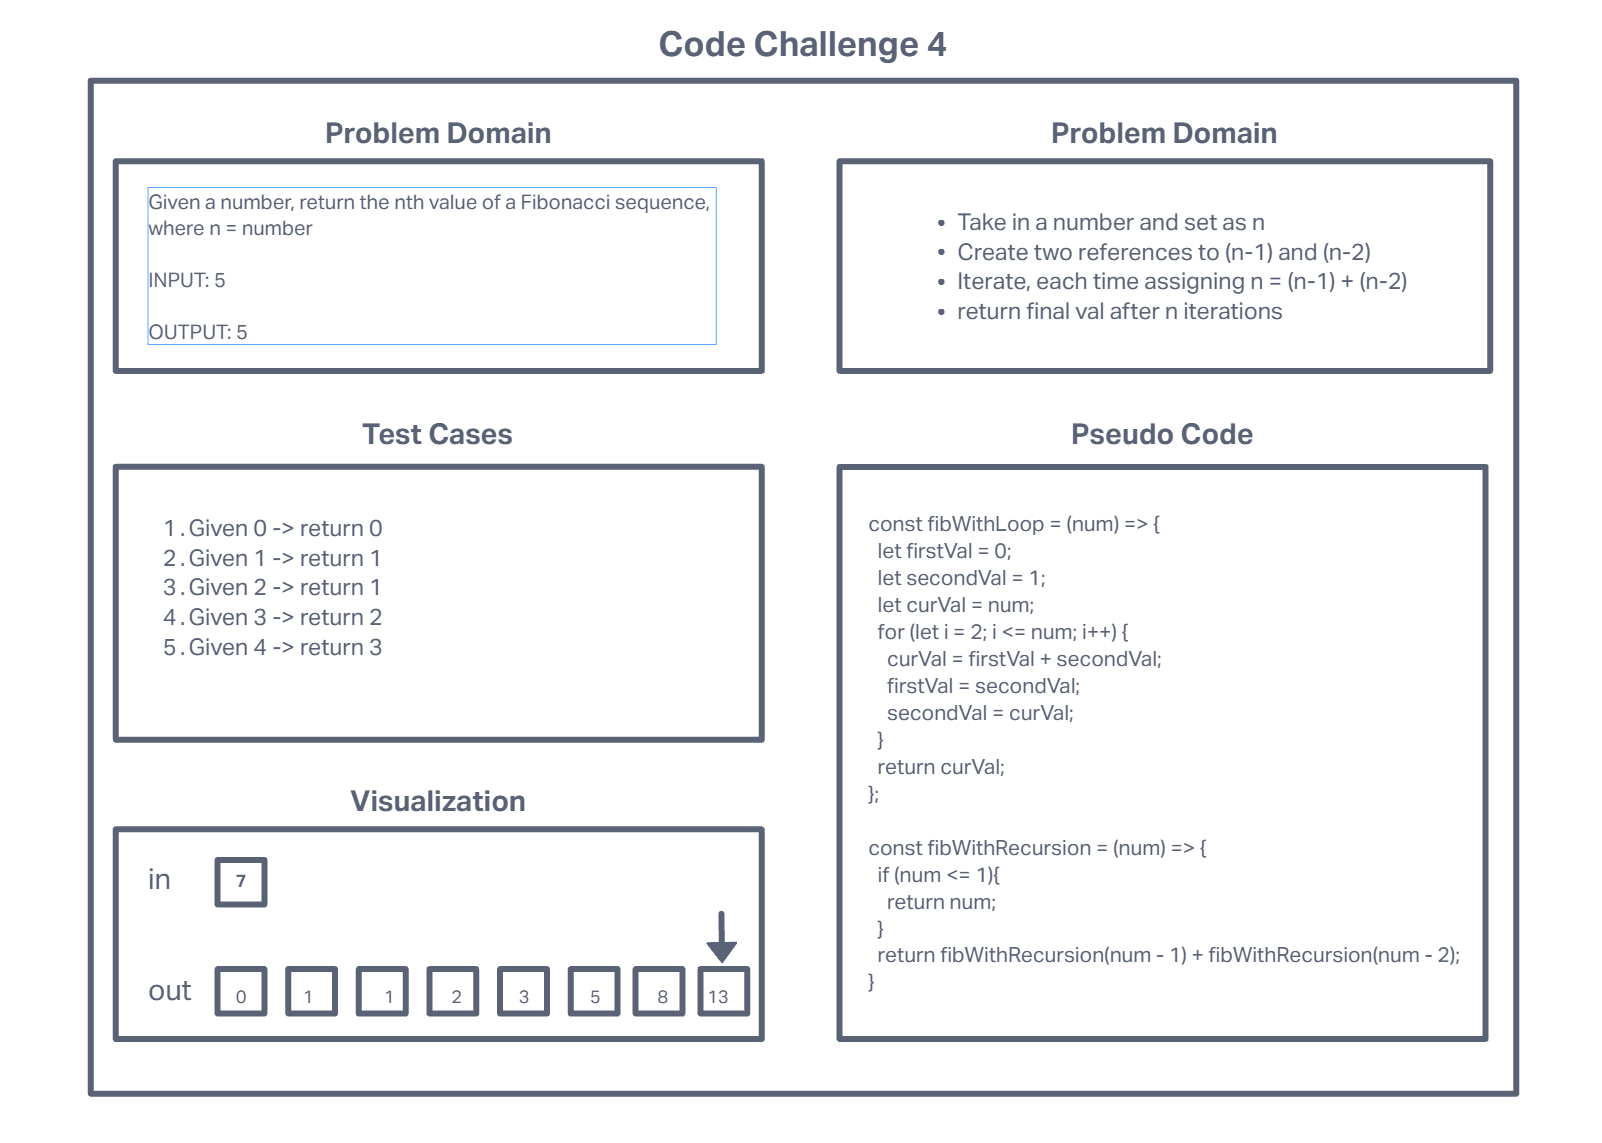 Code Challenge 4
Problem Domain
Given a number, return the nth value of a Fibonacci sequence,
where n = number
INPUT: 5
OUTPUT: 5
Problem Domain
• Take in a number and set as n
• Create two references to (n-1) and (n-2)
• Iterate, each time assigning n = (n-1) + (n-2)
• return final val after n iterations
Test Cases
1. Given 0 -> return 0
2. Given 1 -> return 1
3. Given 2 -> return 1
4. Given 3 -> return 2
5. Given 4 -> return 3
Pseudo Code
const fibWithLoop = (num) => {
let firstVal = 0;
let secondVal = 1;
let curVal = num;
for (let i = 2; i <= num; i++) {
curVal = firstVal + secondVal;
firstVal = secondVal;
secondVal = curVal;
}
return curVal;
};
const fibWithRecursion = (num) => {
if (num <= 1){
return num;
}
return fibWithRecursion(num - 1) + fibWithRecursion(num - 2);
}
Visualization
in 7
out 0 1 1 2 3 5 8 13